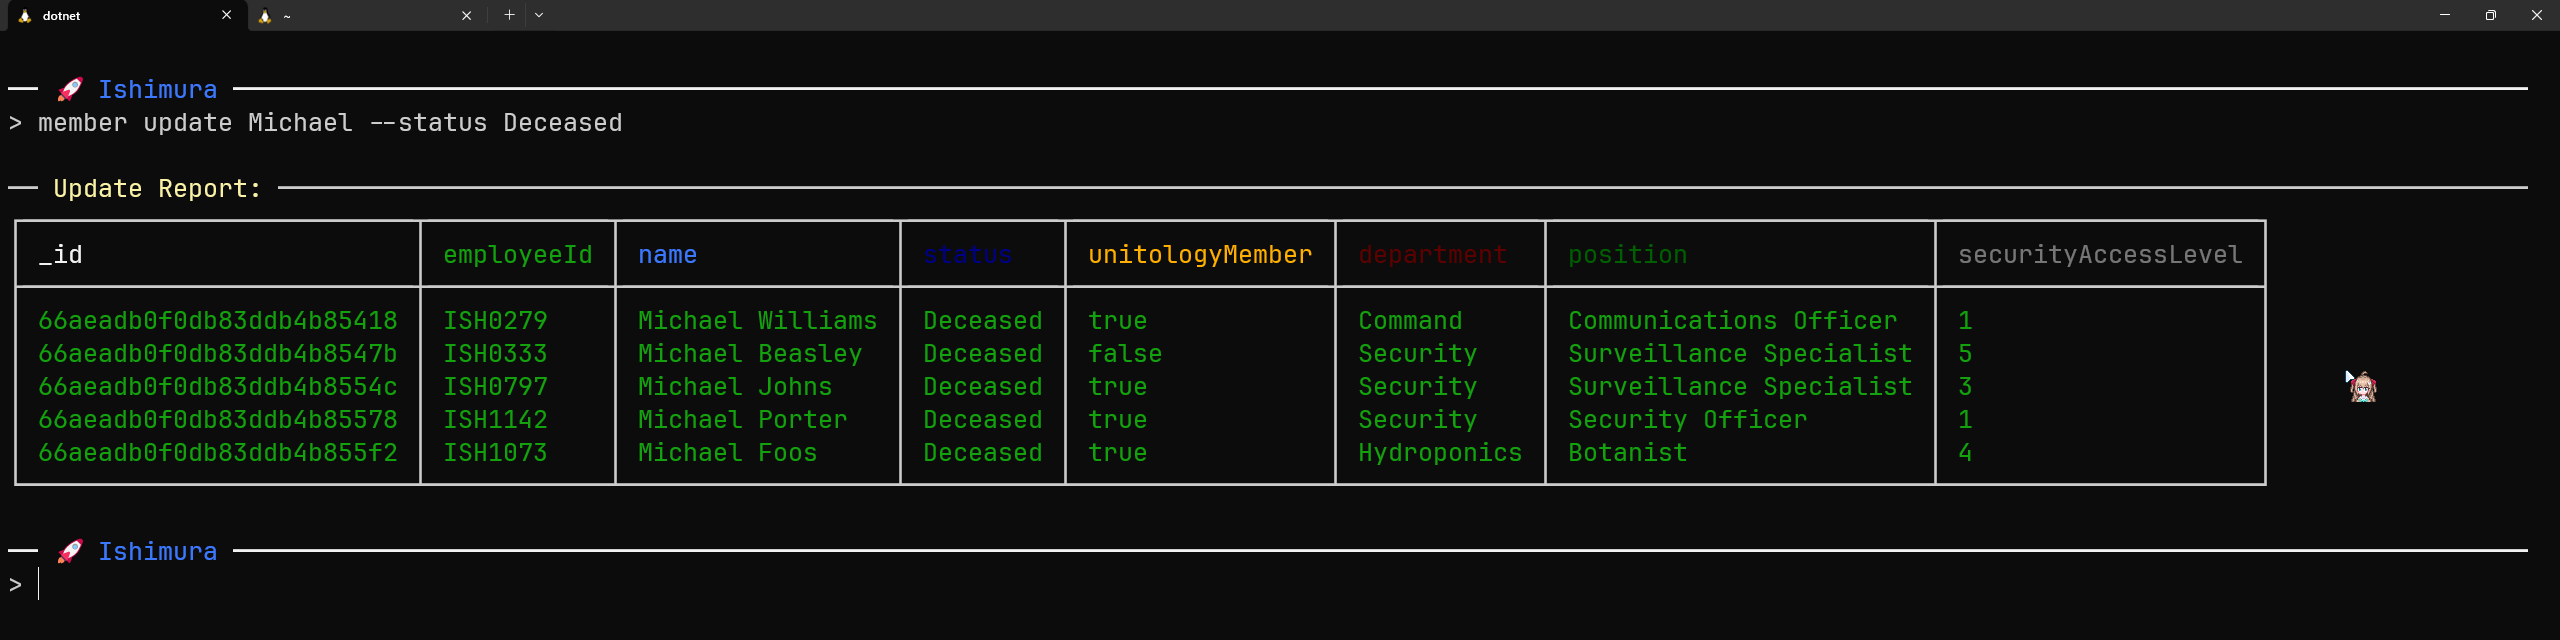 dotnet ~
🚀 Ishimura
> member update Michael --status Deceased
Update Report:
_id employeeId name status unitologyMember department position securityAccessLevel
66aeadb0f0db83ddb4b85418 ISH0279 Michael Williams Deceased true Command Communications Officer 1
66aeadb0f0db83ddb4b8547b ISH0333 Michael Beasley Deceased false Security Surveillance Specialist 5
66aeadb0f0db83ddb4b8554c ISH0797 Michael Johns Deceased true Security Surveillance Specialist 3
66aeadb0f0db83ddb4b85578 ISH1142 Michael Porter Deceased true Security Security Officer 1
66aeadb0f0db83ddb4b855f2 ISH1073 Michael Foos Deceased true Hydroponics Botanist 4
🚀 Ishimura
>